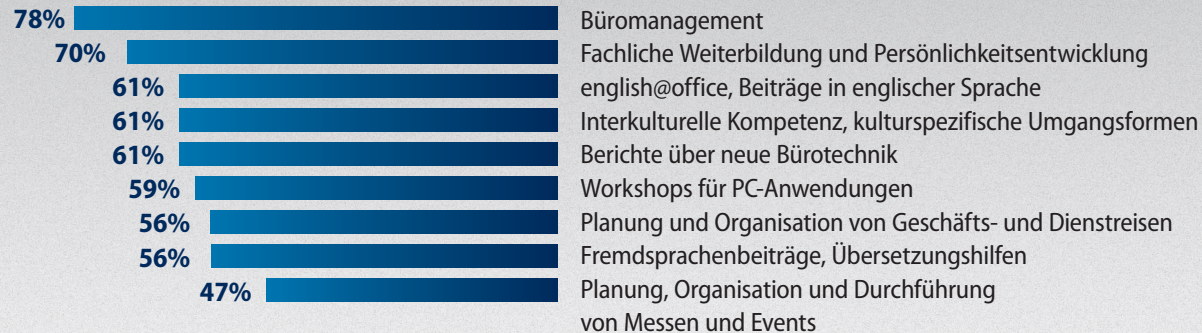 78% Büromanagement
70% Fachliche Weiterbildung und Persönlichkeitsentwicklung
61% english@office, Beiträge in englischer Sprache
61% Interkulturelle Kompetenz, kulturspezifische Umgangsformen
61% Berichte über neue Bürotechnik
59% Workshops für PC-Anwendungen
56% Planung und Organisation von Geschäfts- und Dienstreisen
56% Fremdsprachenbeiträge, Übersetzungshilfen
47% Planung, Organisation und Durchführung
von Messen und Events